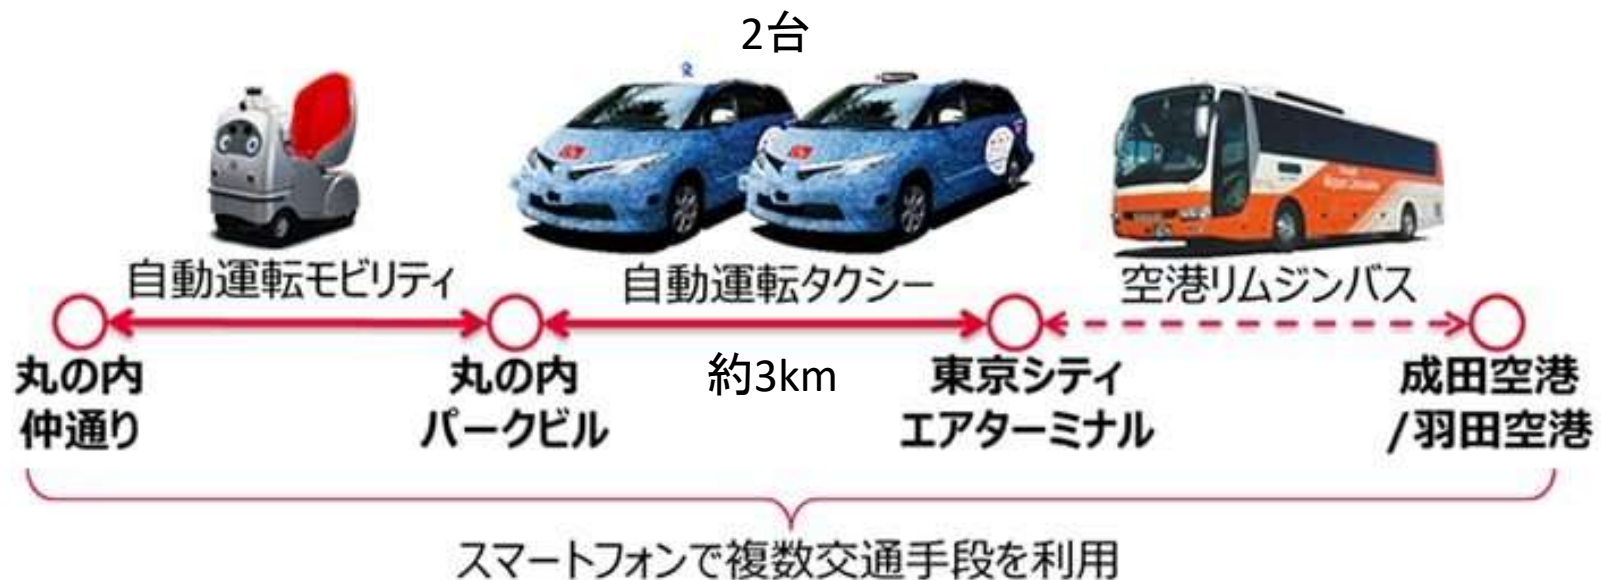 2台
自動運転モビリティ
自動運転タクシー
空港リムジンバス
丸の内
仲通り
丸の内
パークビル
約3km
東京シティ
エアターミナル
成田空港
/羽田空港
スマートフォンで複数交通手段を利用